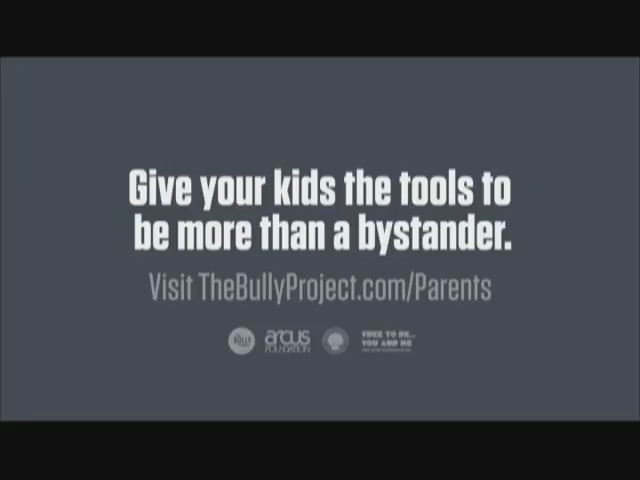 Give your kids the tools to
be more than a bystander.
Visit TheBullyProject.com/Parents
BULLY arcus FREE TO BE...
FOUNDATION YOU AND ME